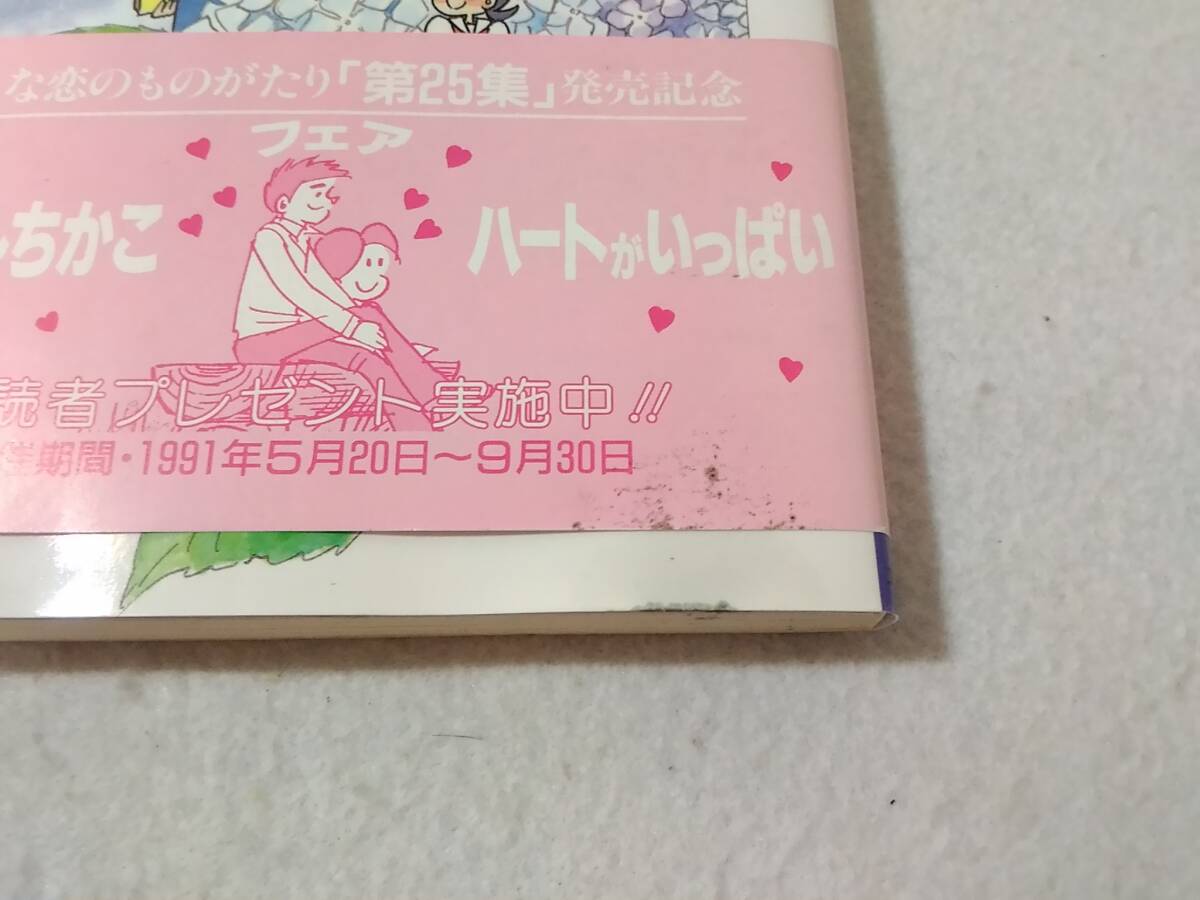 な恋のものがたり「第25集」発売記念
フェア
ちかこ ハートがいっぱい
読者プレゼント実施中!!
期間・1991年5月20日〜9月30日